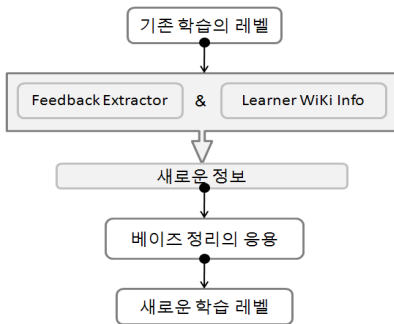 기존 학습의 레벨
Feedback Extractor & Learner WiKi Info
새로운 정보
베이즈 정리의 응용
새로운 학습 레벨